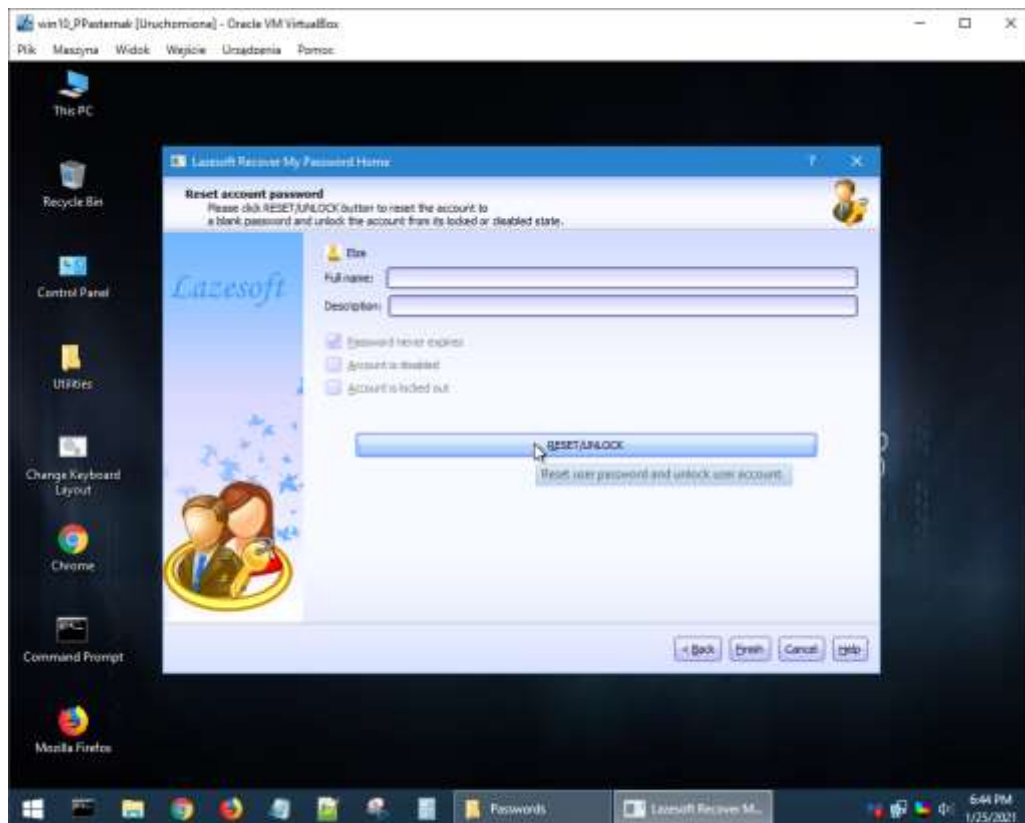 win10_PPasternak [Uruchomiona] - Oracle VM VirtualBox
Plik Maszyna Widok Wejście Urządzenia Pomoc
This PC
Recycle Bin
Control Panel
Utilities
Change Keyboard
Layout
Chrome
Command Prompt
Mozilla Firefox
Lazesoft Recover My Password Home
Reset account password
Please click RESET/UNLOCK button to reset the account to
a blank password and unlock the account from its locked or disabled state.
Lazesoft
Full name:
Description:
Password never expires
Account is disabled
Account is locked out
RESET/UNLOCK
Reset user password and unlock user account.
< Back Finish Cancel Help
Passwords
Lazesoft Recover M...
6:44 PM
1/25/2021